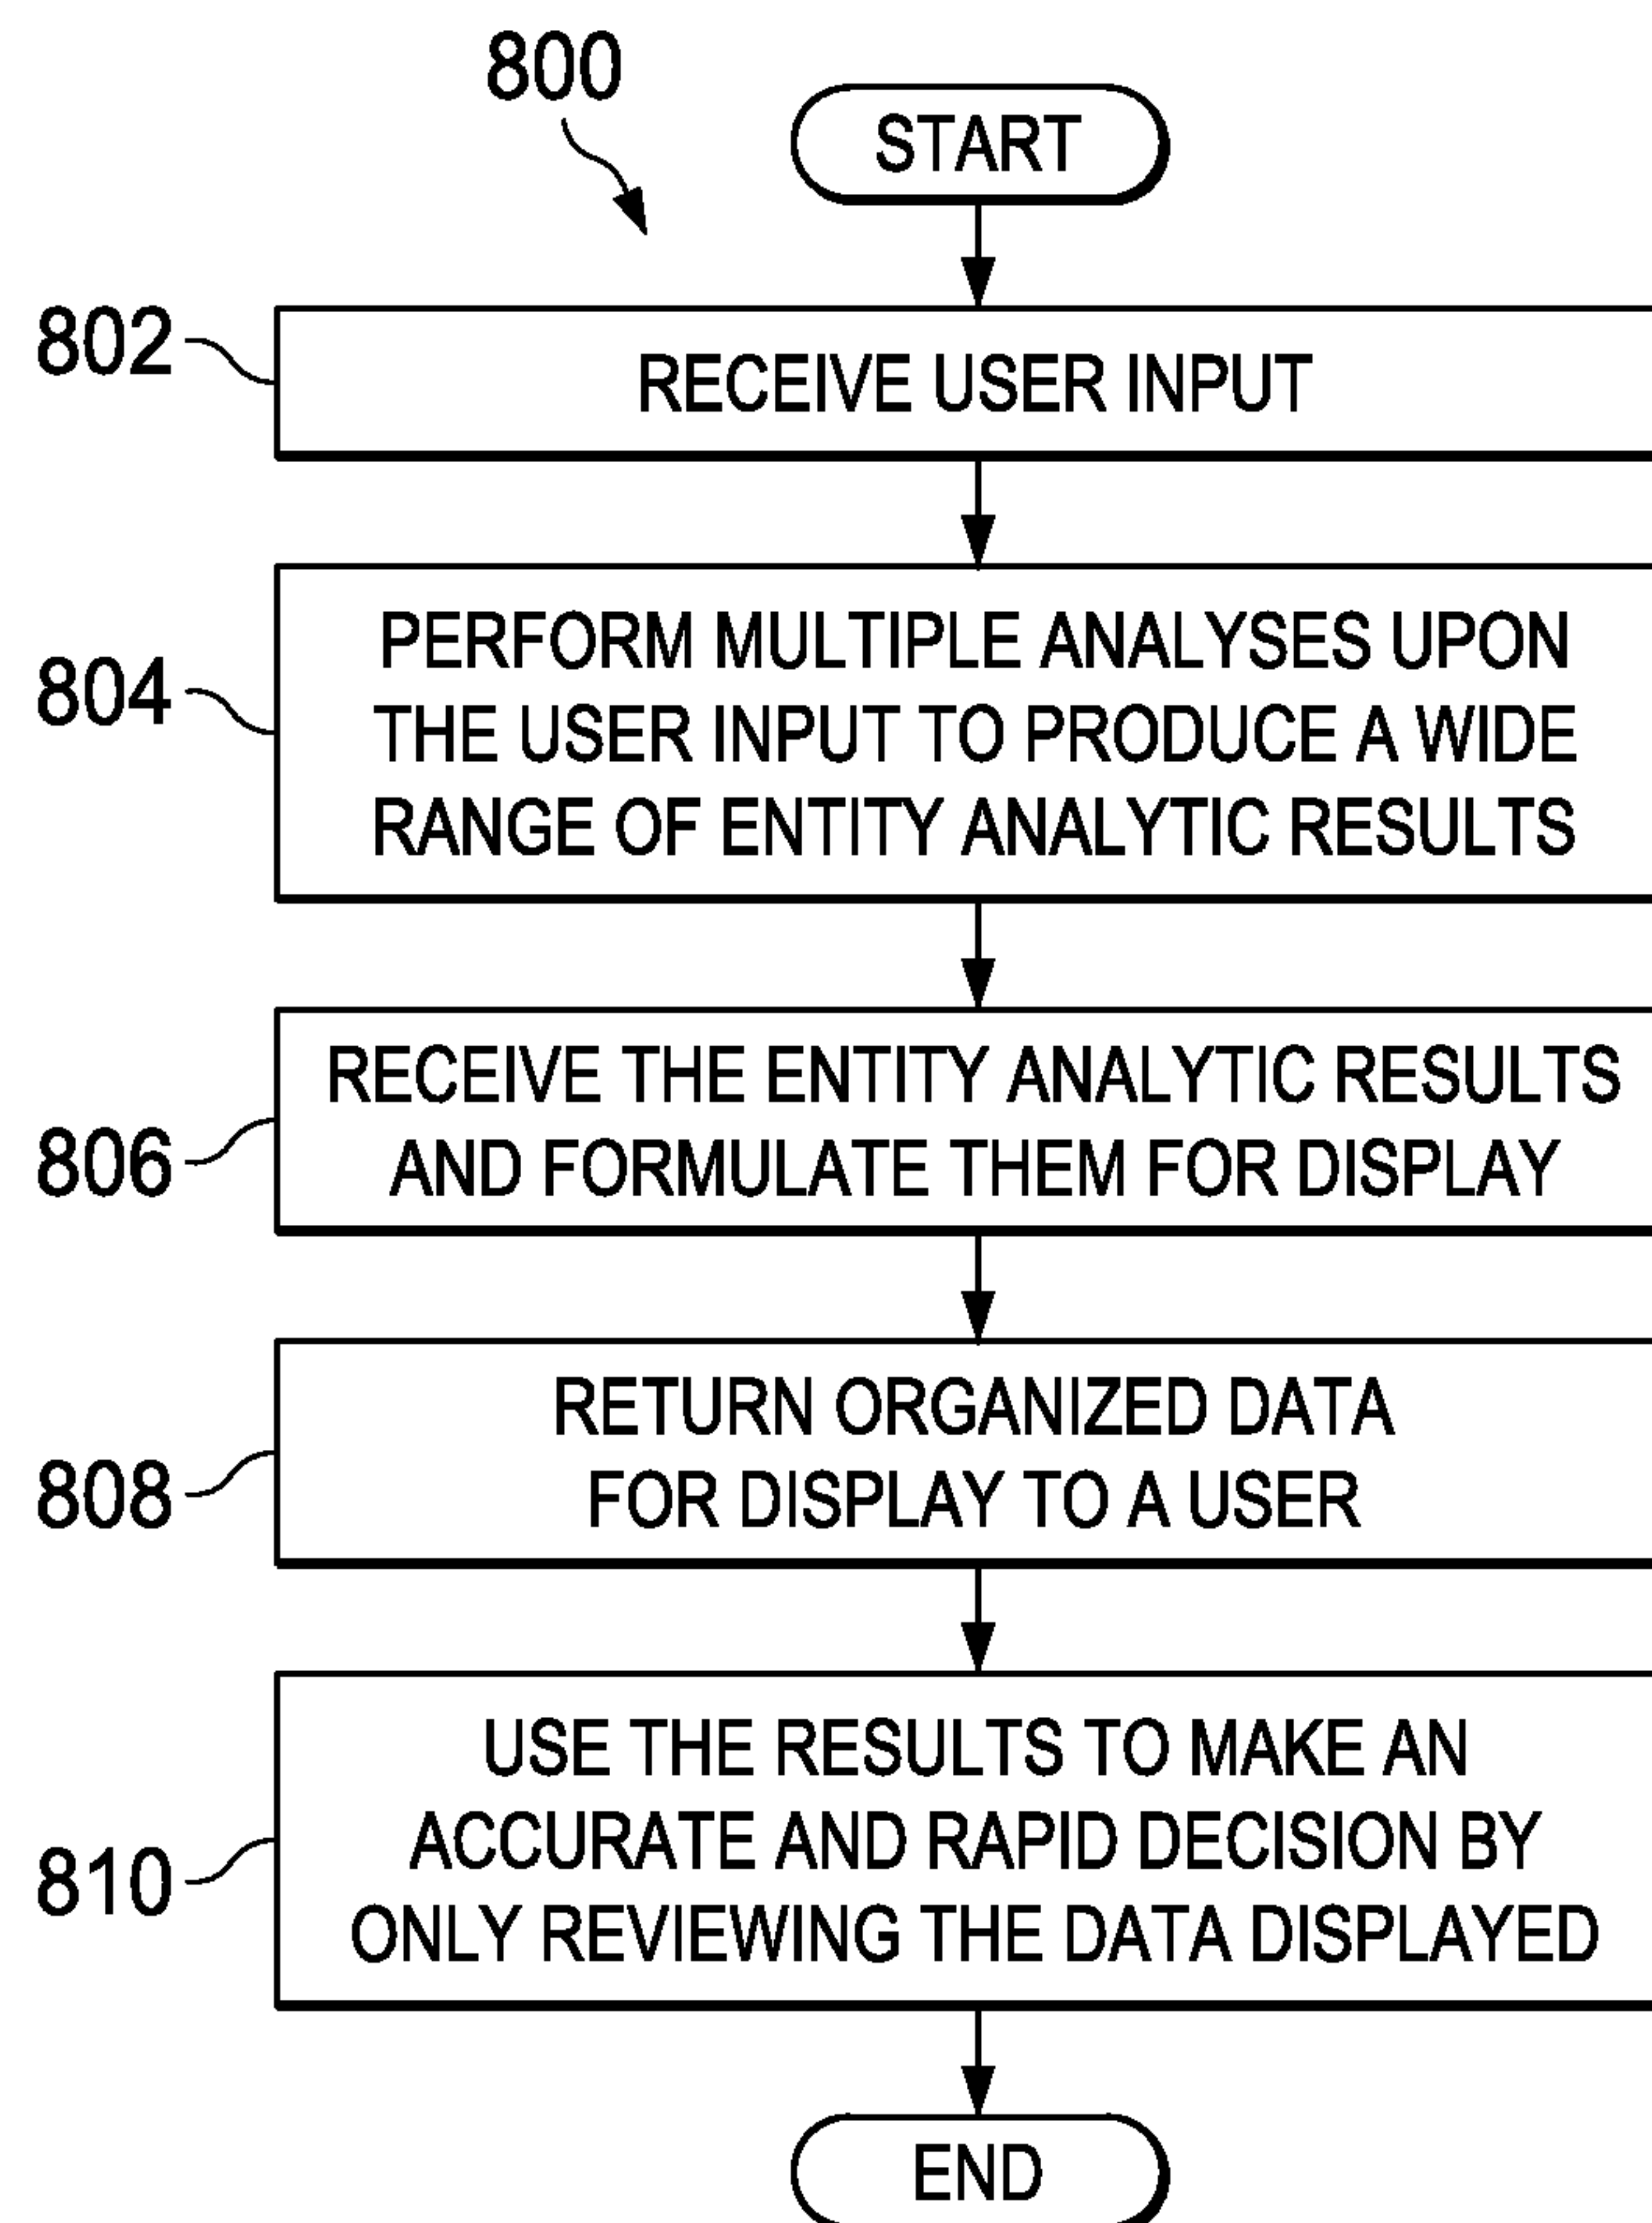 800
START
802
RECEIVE USER INPUT
804
PERFORM MULTIPLE ANALYSES UPON
THE USER INPUT TO PRODUCE A WIDE
RANGE OF ENTITY ANALYTIC RESULTS
806
RECEIVE THE ENTITY ANALYTIC RESULTS
AND FORMULATE THEM FOR DISPLAY
808
RETURN ORGANIZED DATA
FOR DISPLAY TO A USER
810
USE THE RESULTS TO MAKE AN
ACCURATE AND RAPID DECISION BY
ONLY REVIEWING THE DATA DISPLAYED
END